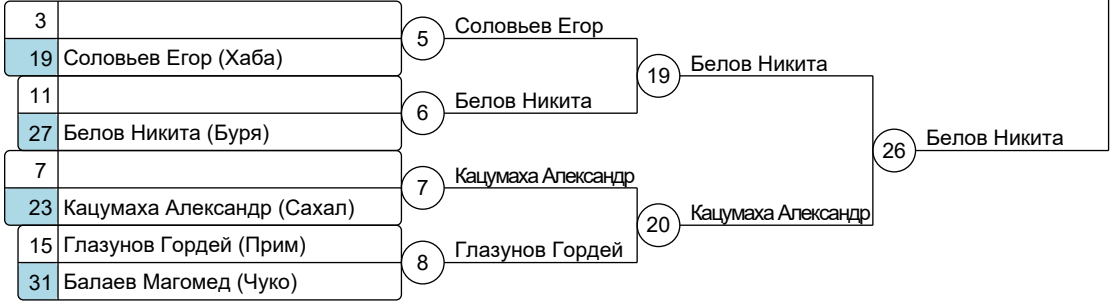 3
19 Соловьев Егор (Хаба)
11
27 Белов Никита (Буря)
7
23 Кацумаха Александр (Сахал)
15 Глазунов Гордей (Прим)
31 Балаев Магомед (Чуко)
5 Соловьев Егор
6 Белов Никита
7 Кацумаха Александр
8 Глазунов Гордей
19 Белов Никита
20 Кацумаха Александр
26 Белов Никита